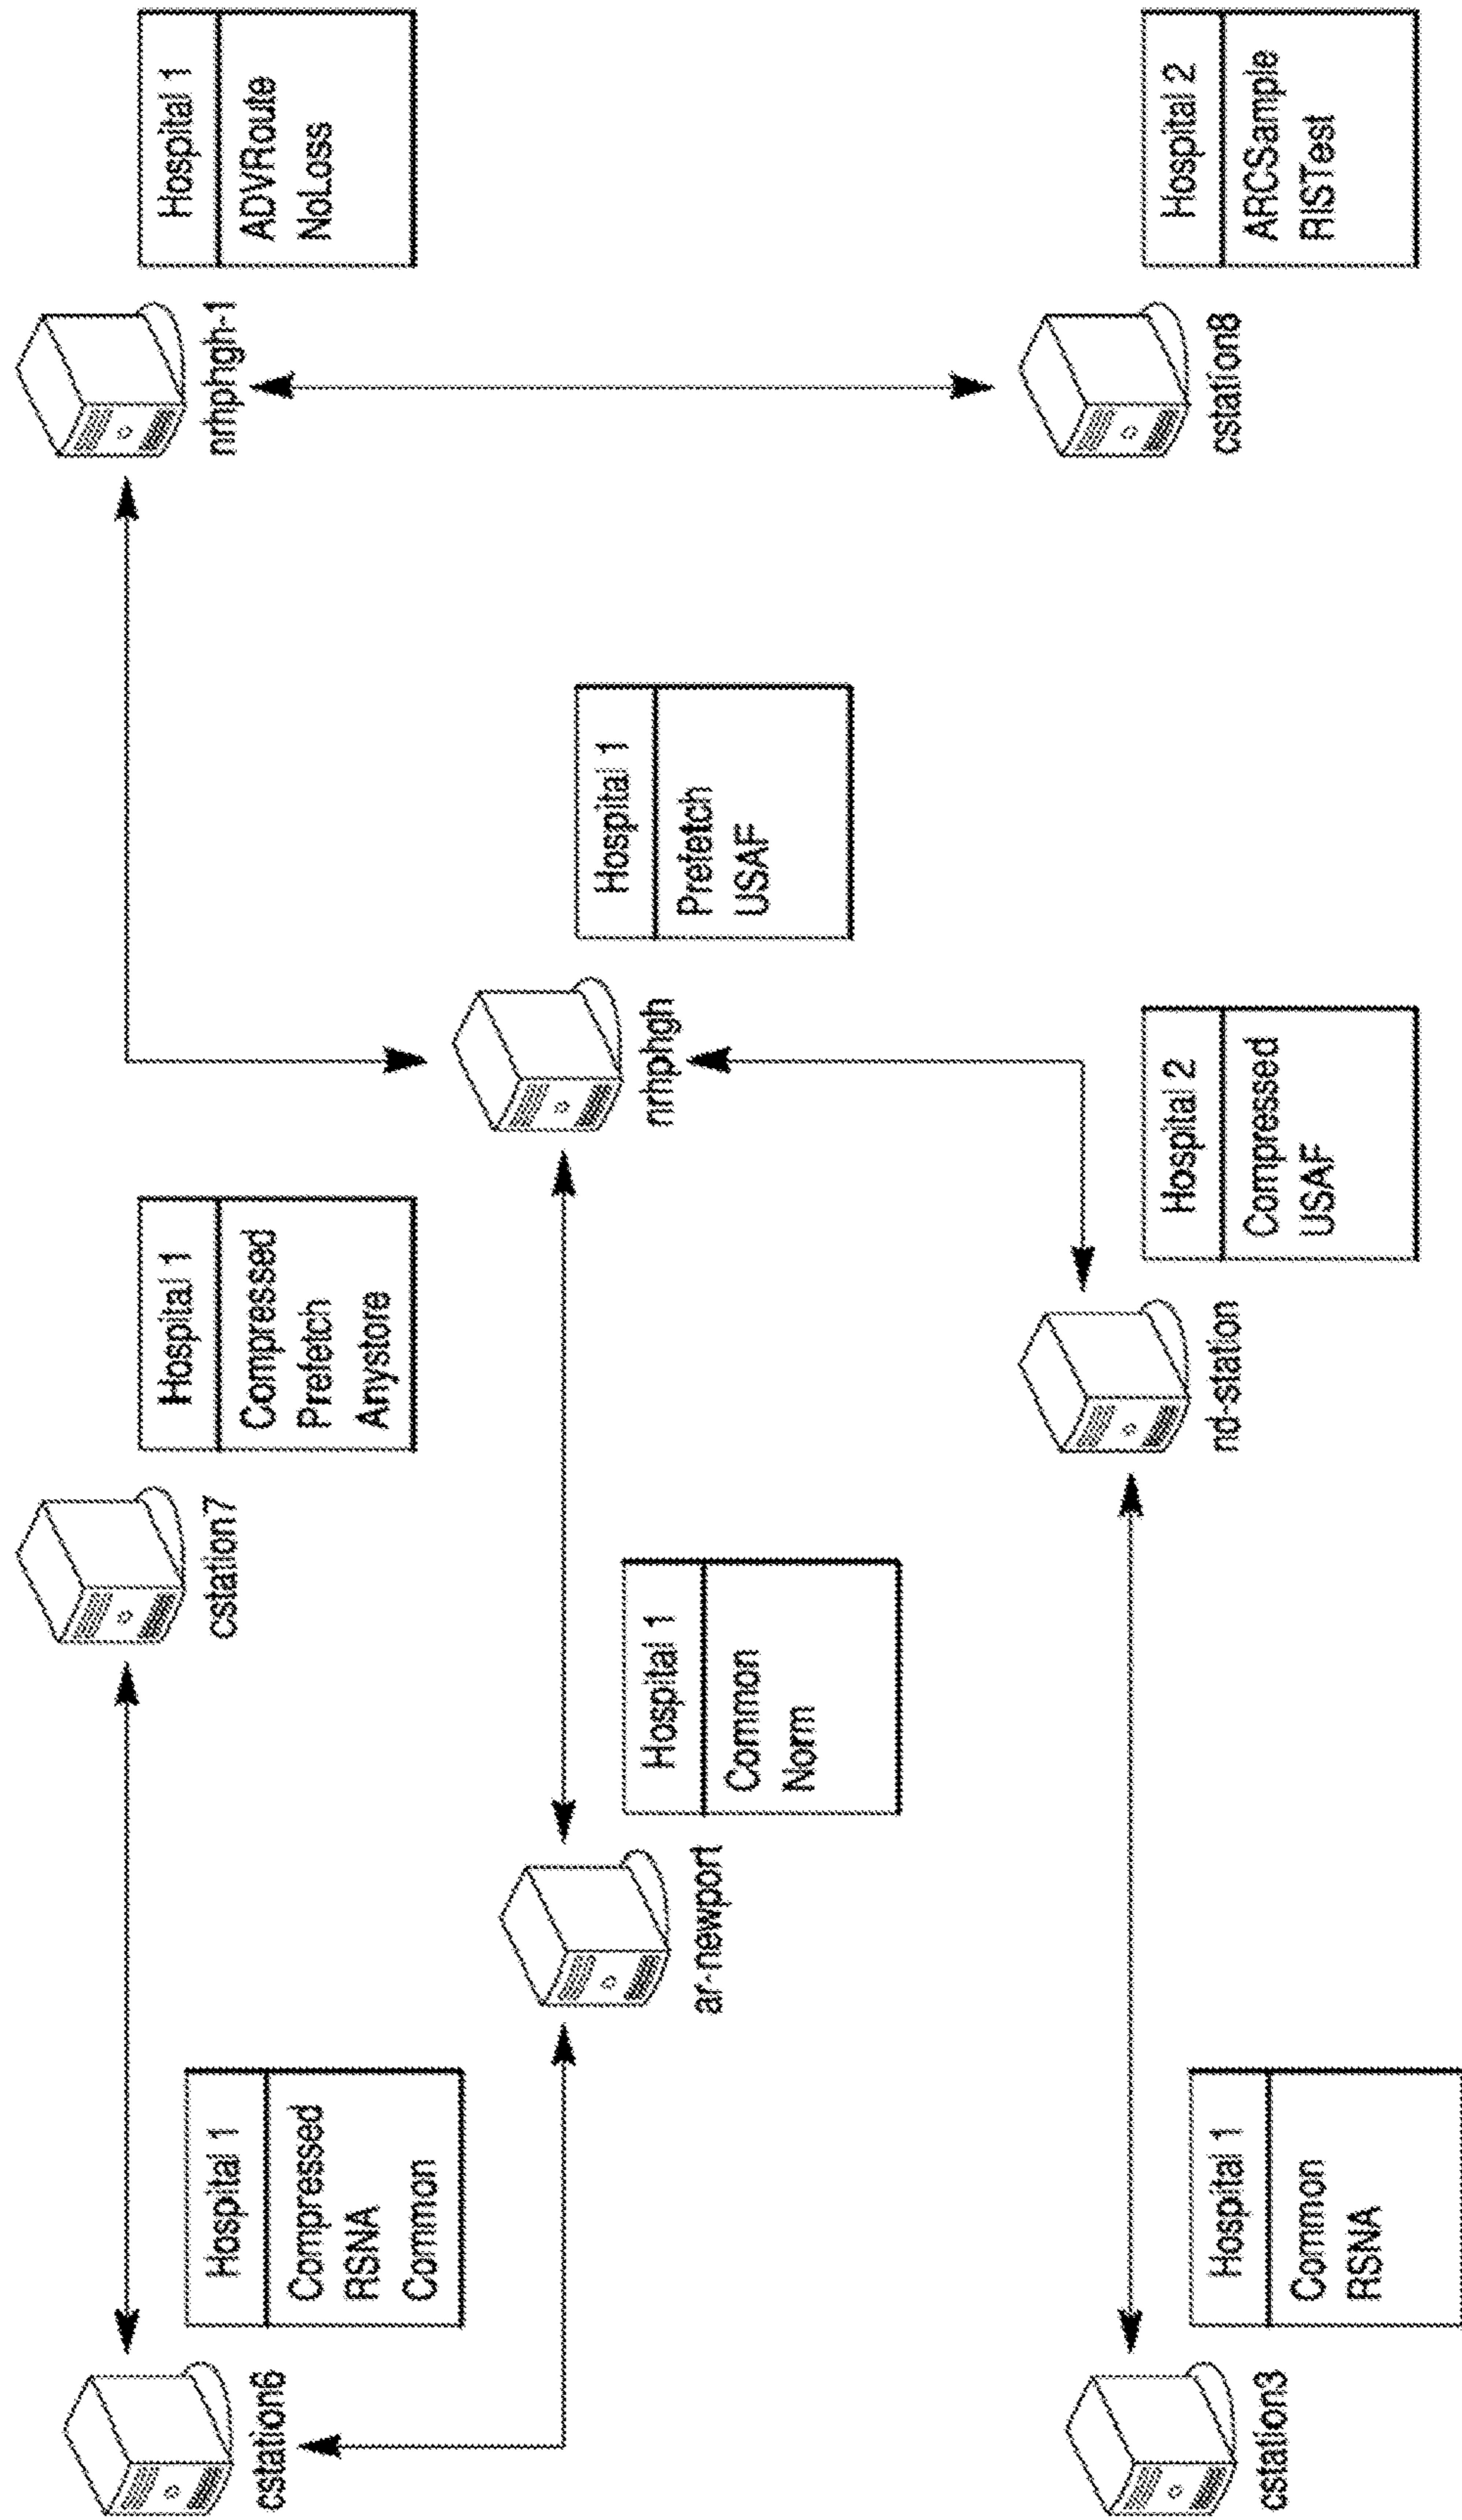 cstation6
Hospital 1
Compressed
RSNA
Common
cstation7
Hospital 1
Compressed
Prefetch
Anystore
nrhphgh-1
Hospital 1
ADVRoute
NoLoss
ar-newport
Hospital 1
Common
Norm
nrhphgh
Hospital 1
Prefetch
USAF
cstation3
Hospital 1
Common
RSNA
nd-station
Hospital 2
Compressed
USAF
cstation8
Hospital 2
ARCSample
RISTest